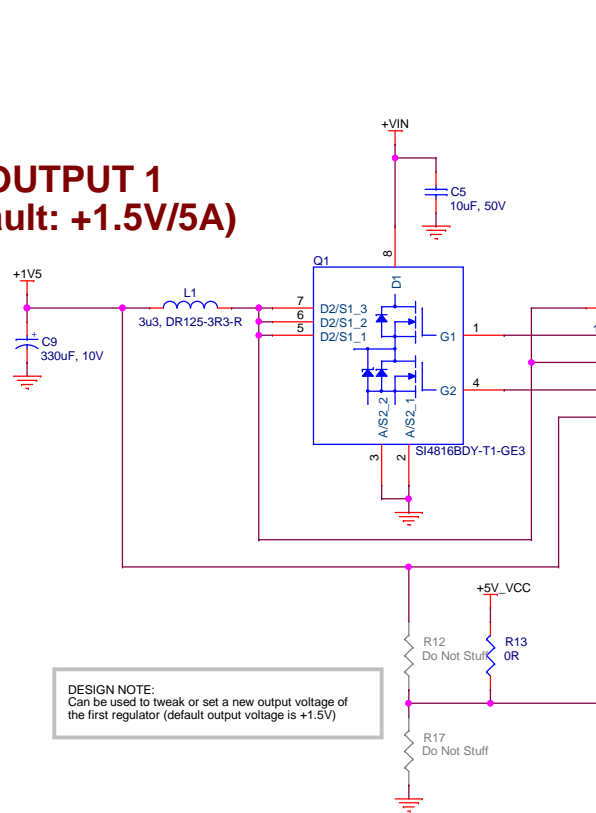 OUTPUT 1
+1.5V/5A)
+VIN
C5
10uF, 50V
8
Q1
D1
+1V5
L1
3u3, DR125-3R3-R
7
6
5
D2/S1_3
D2/S1_2
D2/S1_1
G1
1
C9
330uF, 10V
G2
4
A/S2_2
A/S2_1
3
2
SI4816BDY-T1-GE3
+5V_VCC
R12
Do Not Stuff
R13
0R
DESIGN NOTE:
Can be used to tweak or set a new output voltage of
the first regulator (default output voltage is +1.5V)
R17
Do Not Stuff